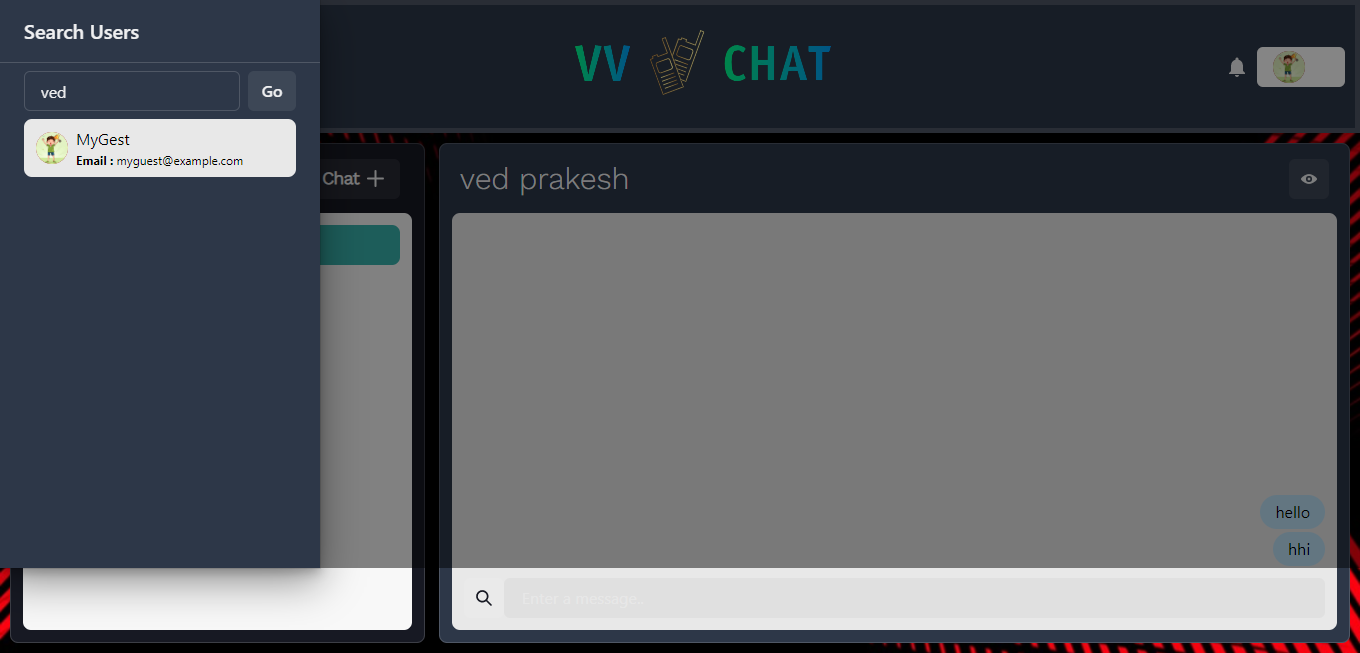 Search Users
ved
Go
MyGest
Email : myguest@example.com
VV CHAT
Chat
ved prakesh
hello
hhi
Enter a message..